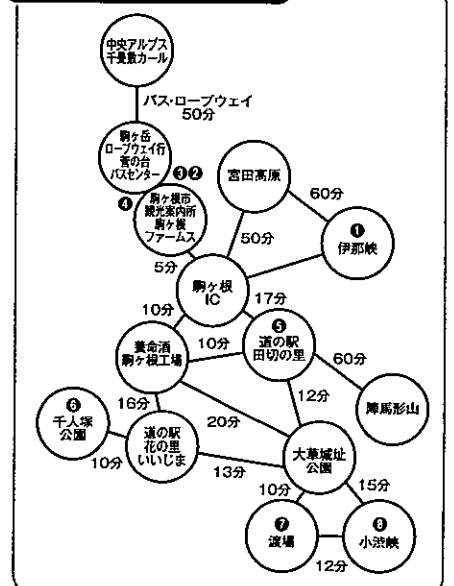 中央アルプス
千畳敷カール
バス・ロープウェイ
50分
駒ヶ岳
ロープウェイ行
菅の台
バスセンター
❸❷
❹
駒ヶ根市
観光案内所
駒ヶ根
ファームス
宮田高原
60分
❶
伊那峡
5分
50分
駒ヶ根
IC
10分
17分
養命酒
駒ヶ根工場
10分
❺
道の駅
田切の里
60分
陣馬形山
16分
20分
12分
❻
千人塚
公園
10分
道の駅
花の里
いいじま
13分
大草城址
公園
10分
15分
❼
渡場
12分
❽
小渋峡